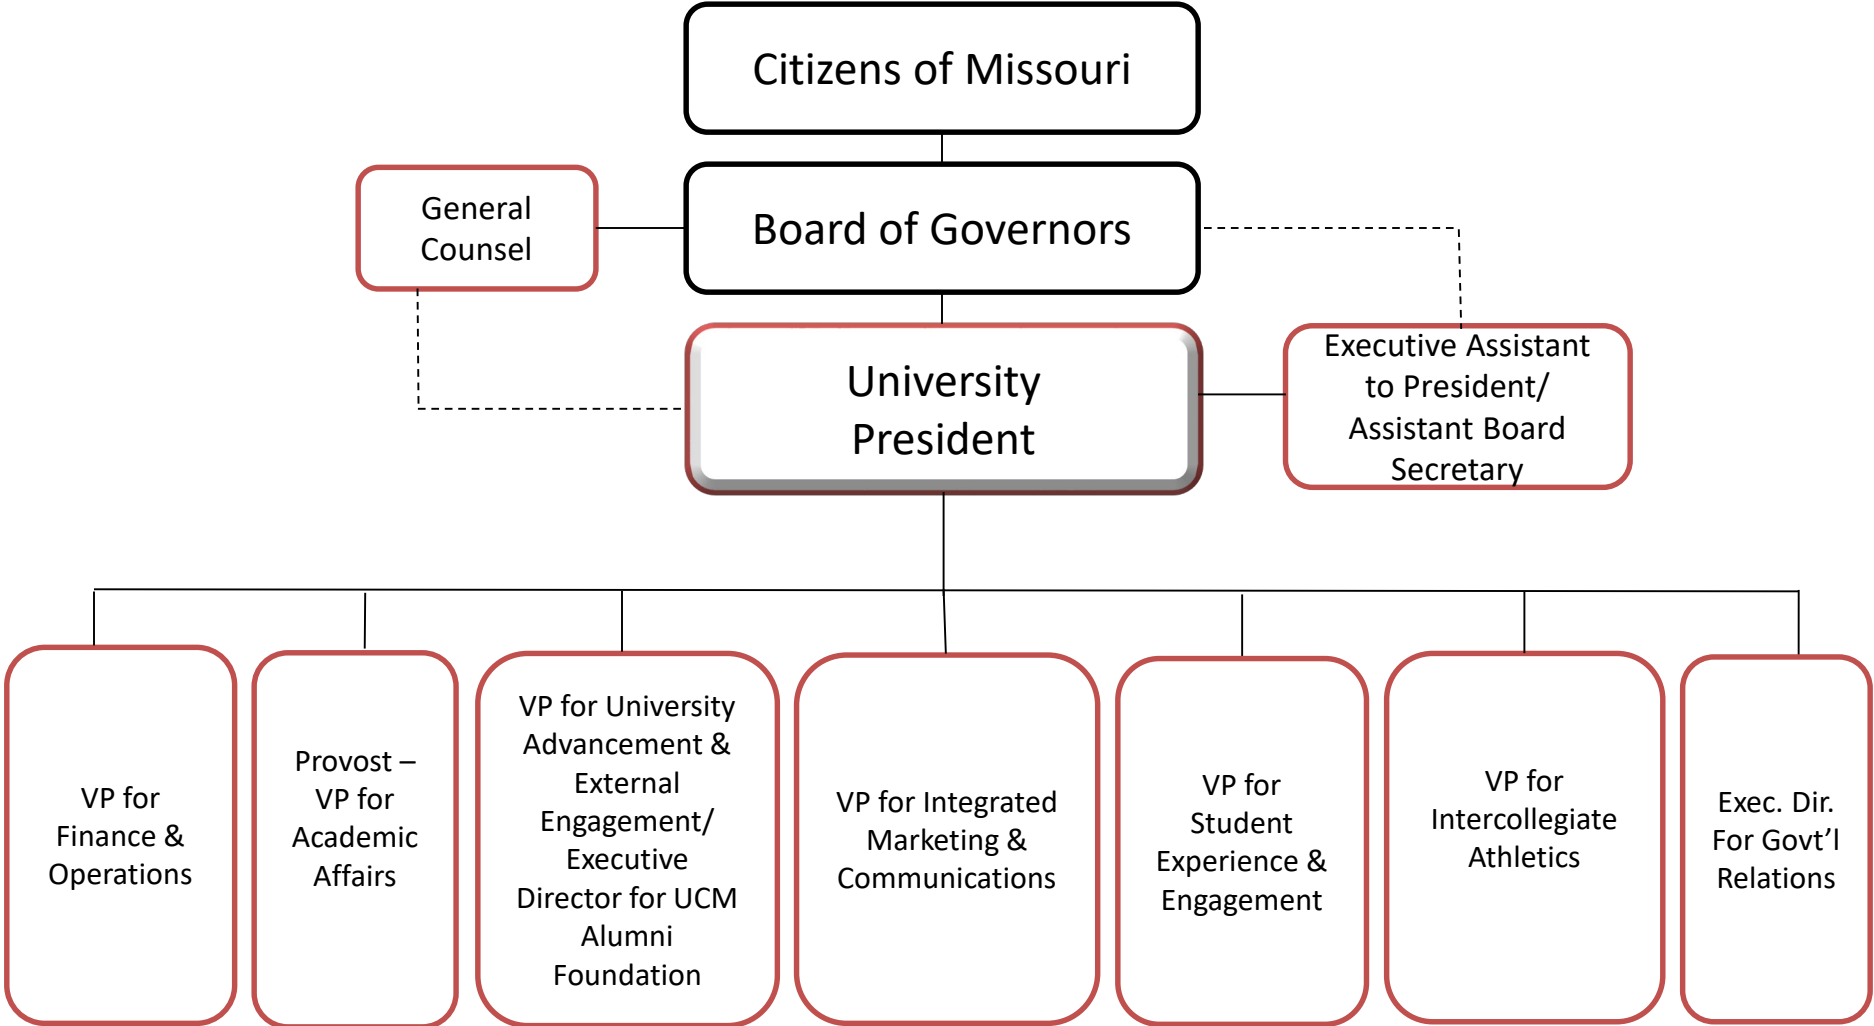 Citizens of Missouri
General
Counsel
Board of Governors
University
President
Executive Assistant
to President/
Assistant Board
Secretary
VP for
Finance &
Operations
Provost –
VP for
Academic
Affairs
VP for University
Advancement &
External
Engagement/
Executive
Director for UCM
Alumni
Foundation
VP for Integrated
Marketing &
Communications
VP for
Student
Experience &
Engagement
VP for
Intercollegiate
Athletics
Exec. Dir.
For Govt’l
Relations